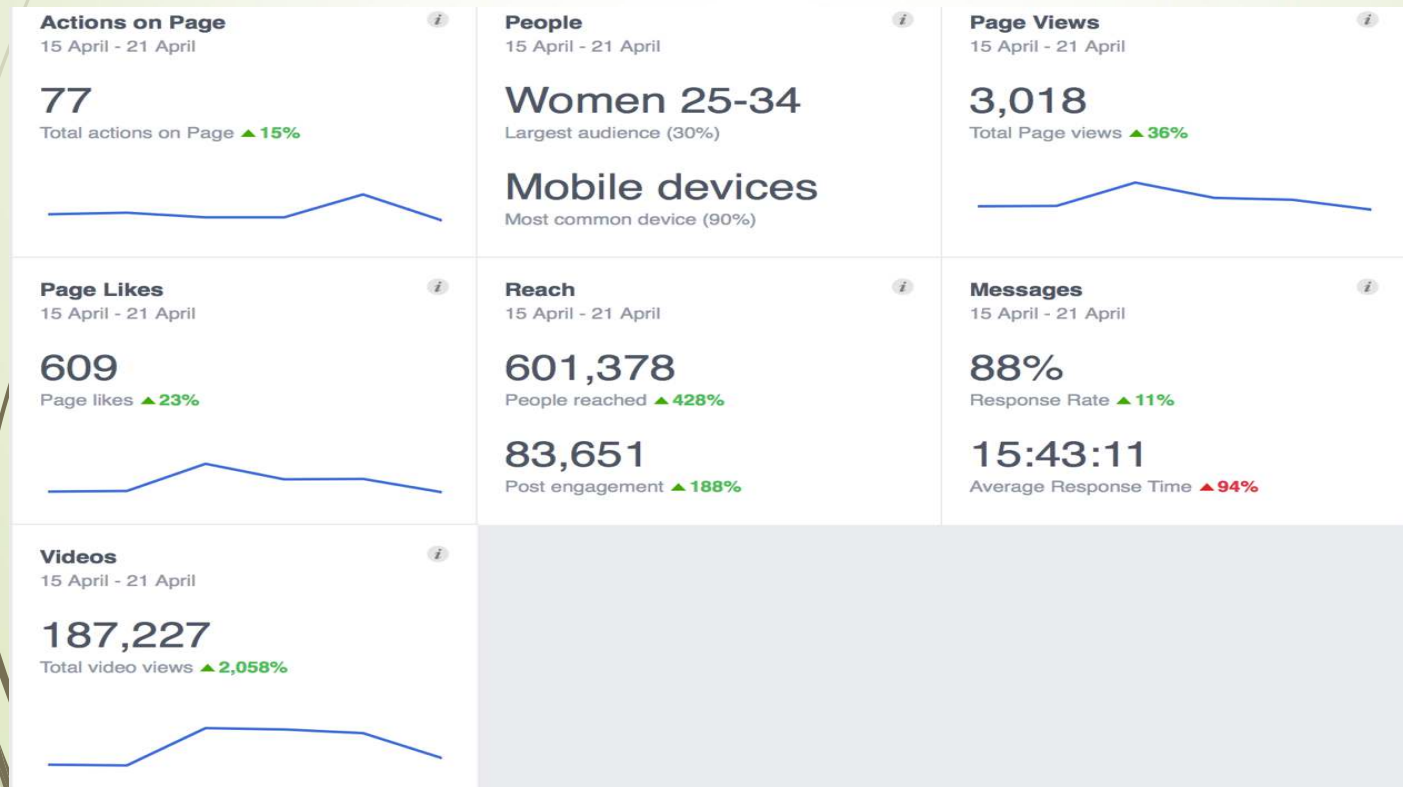 Actions on Page
15 April - 21 April
77
Total actions on Page ▲ 15%
People
15 April - 21 April
Women 25-34
Largest audience (30%)
Mobile devices
Most common device (90%)
Page Views
15 April - 21 April
3,018
Total Page views ▲ 36%
Page Likes
15 April - 21 April
609
Page likes ▲ 23%
Reach
15 April - 21 April
601,378
People reached ▲ 428%
83,651
Post engagement ▲ 188%
Messages
15 April - 21 April
88%
Response Rate ▲ 11%
15:43:11
Average Response Time ▲ 94%
Videos
15 April - 21 April
187,227
Total video views ▲ 2,058%